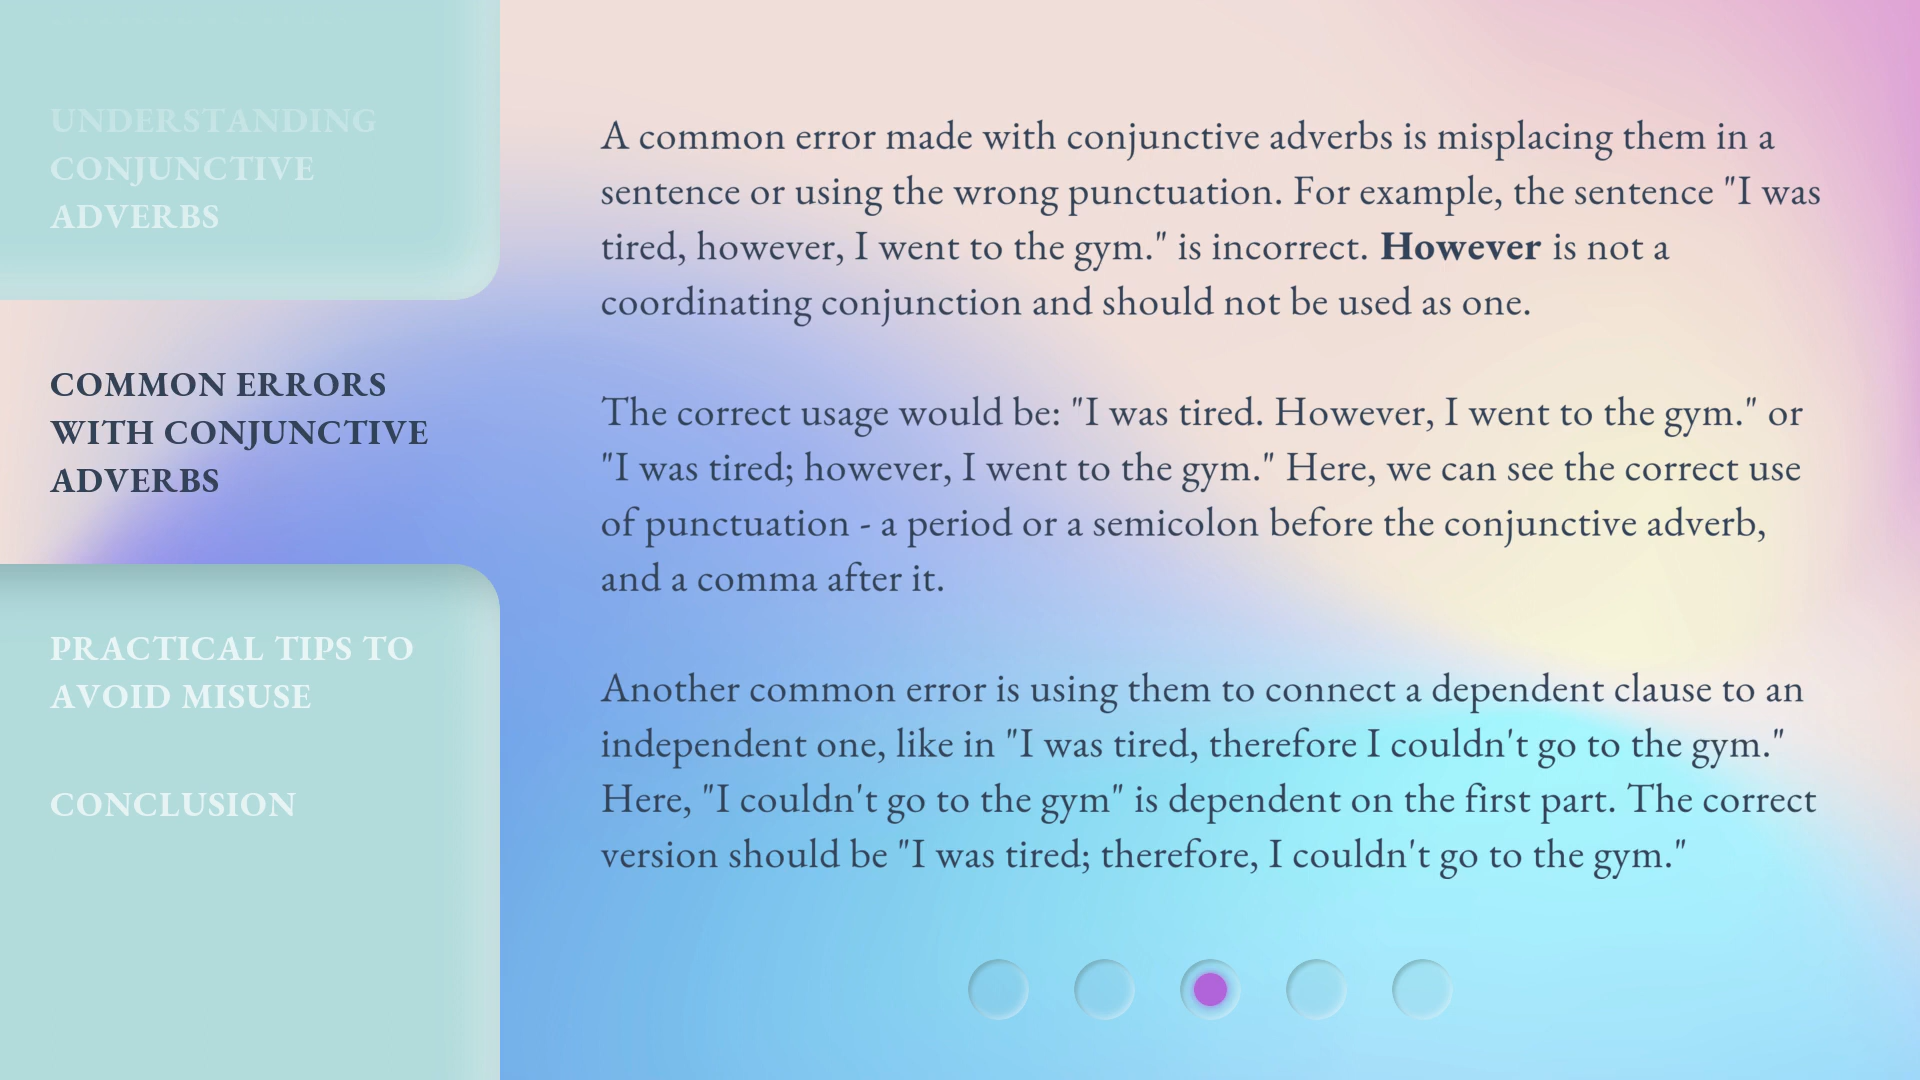 UNDERSTANDING
CONJUNCTIVE
ADVERBS
COMMON ERRORS
WITH CONJUNCTIVE
ADVERBS
PRACTICAL TIPS TO
AVOID MISUSE
CONCLUSION
A common error made with conjunctive adverbs is misplacing them in a
sentence or using the wrong punctuation. For example, the sentence "I was
tired, however, I went to the gym." is incorrect. However is not a
coordinating conjunction and should not be used as one.
The correct usage would be: "I was tired. However, I went to the gym." or
"I was tired; however, I went to the gym." Here, we can see the correct use
of punctuation - a period or a semicolon before the conjunctive adverb,
and a comma after it.
Another common error is using them to connect a dependent clause to an
independent one, like in "I was tired, therefore I couldn't go to the gym."
Here, "I couldn't go to the gym" is dependent on the first part. The correct
version should be "I was tired; therefore, I couldn't go to the gym."